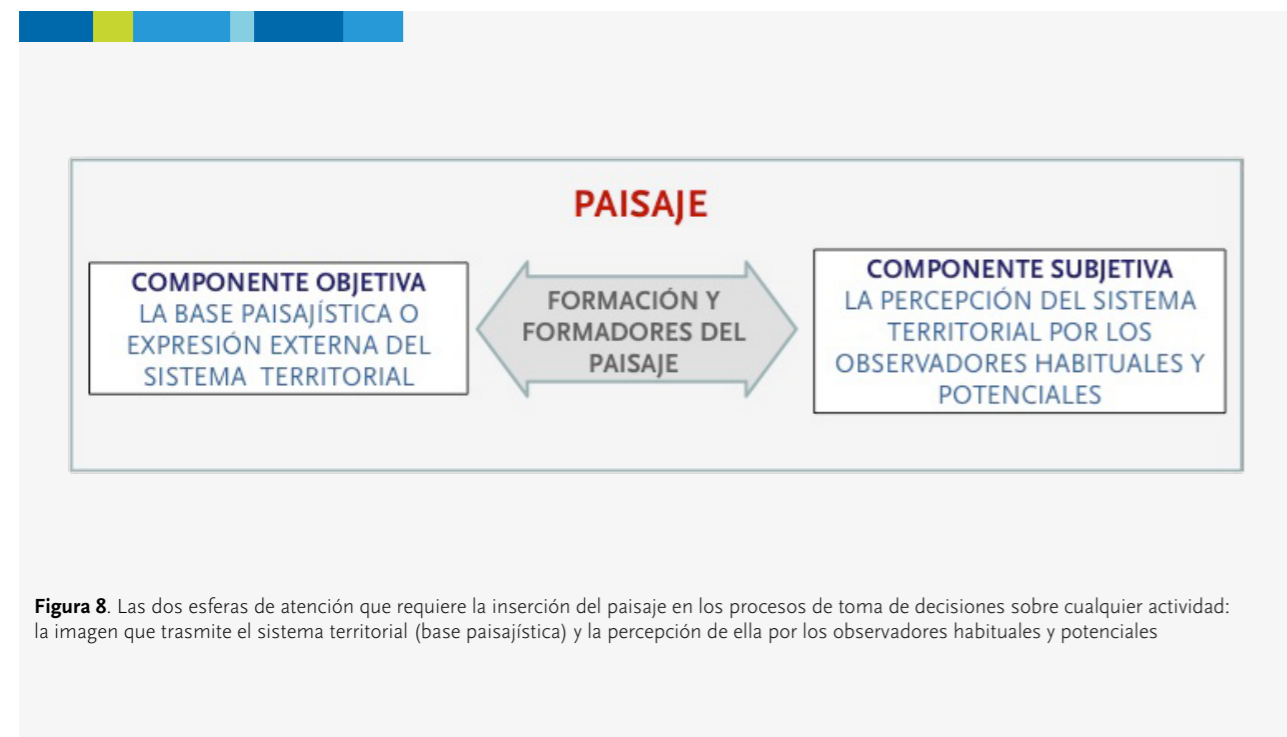 PAISAJE
COMPONENTE OBJETIVA
LA BASE PAISAJÍSTICA O
EXPRESIÓN EXTERNA DEL
SISTEMA TERRITORIAL
FORMACIÓN Y
FORMADORES DEL
PAISAJE
COMPONENTE SUBJETIVA
LA PERCEPCIÓN DEL SISTEMA
TERRITORIAL POR LOS
OBSERVADORES HABITUALES Y
POTENCIALES
Figura 8. Las dos esferas de atención que requiere la inserción del paisaje en los procesos de toma de decisiones sobre cualquier actividad:
la imagen que trasmite el sistema territorial (base paisajística) y la percepción de ella por los observadores habituales y potenciales